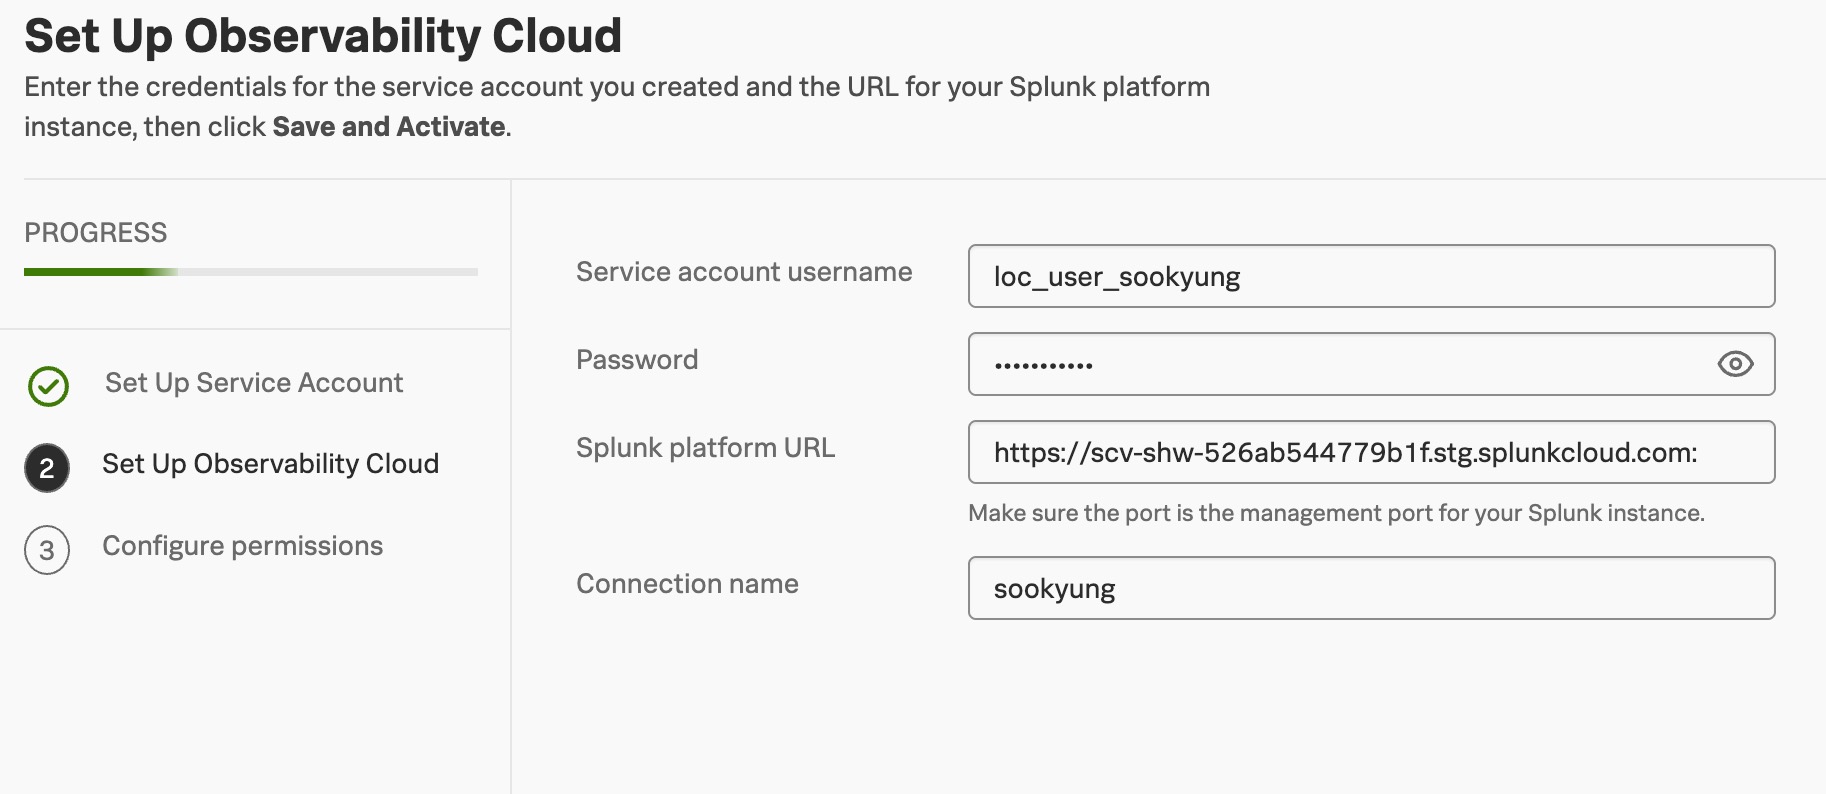 Set Up Observability Cloud
Enter the credentials for the service account you created and the URL for your Splunk platform
instance, then click Save and Activate.
PROGRESS
Set Up Service Account
2
Set Up Observability Cloud
3
Configure permissions
Service account username
loc_user_sookyung
Password
•••••••••••
Splunk platform URL
https://scv-shw-526ab544779b1f.stg.splunkcloud.com:
Make sure the port is the management port for your Splunk instance.
Connection name
sookyung